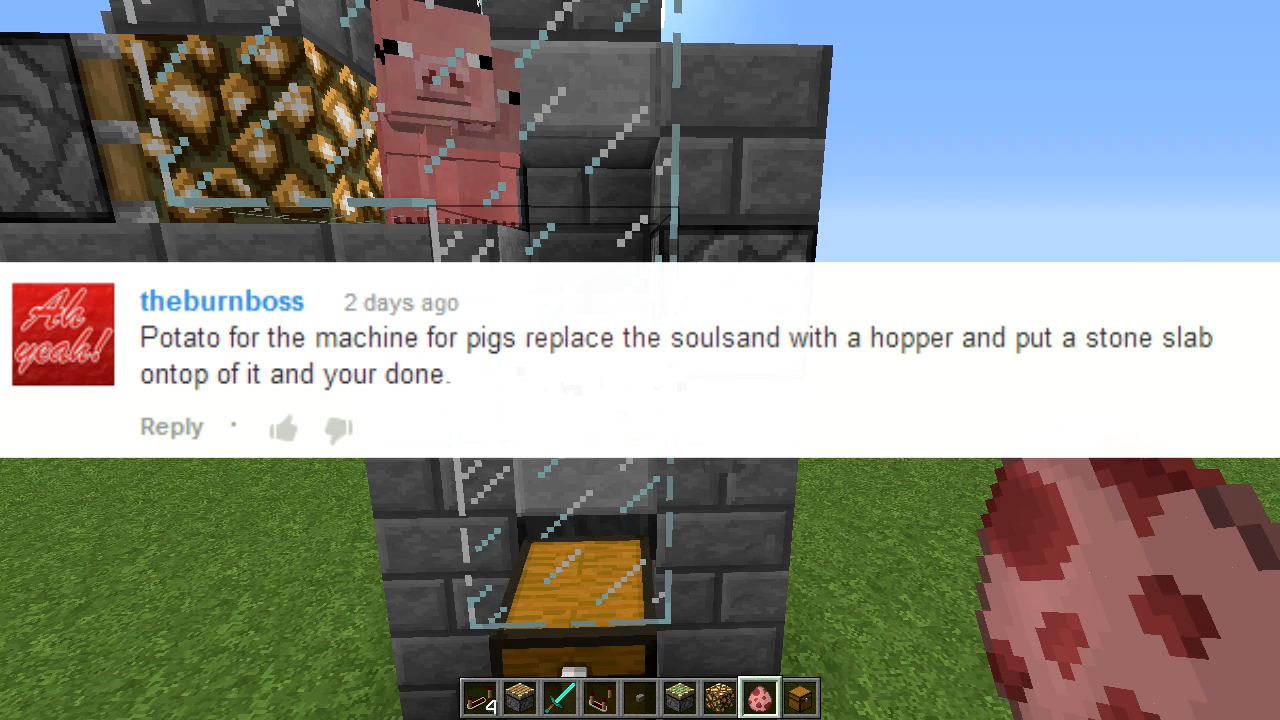 Ah
yeah!
theburnboss 2 days ago
Potato for the machine for pigs replace the soulsand with a hopper and put a stone slab
ontop of it and your done.
Reply ·
4